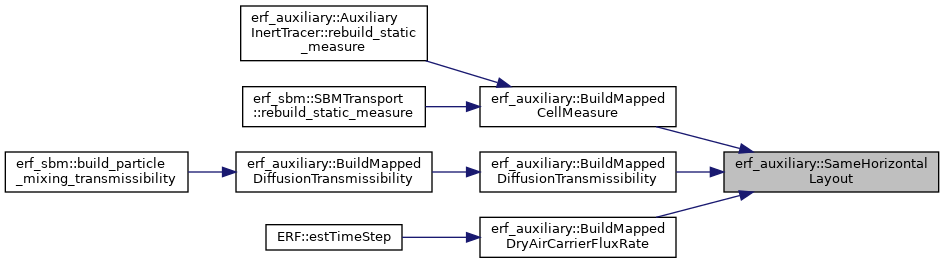 erf_auxiliary::Auxiliary
InertTracer::rebuild_static
_measure
erf_sbm::SBMTransport
::rebuild_static_measure
erf_auxiliary::BuildMapped
CellMeasure
erf_sbm::build_particle
_mixing_transmissibility
erf_auxiliary::BuildMapped
DiffusionTransmissibility
erf_auxiliary::BuildMapped
DiffusionTransmissibility
erf_auxiliary::SameHorizontal
Layout
ERF::estTimeStep
erf_auxiliary::BuildMapped
DryAirCarrierFluxRate